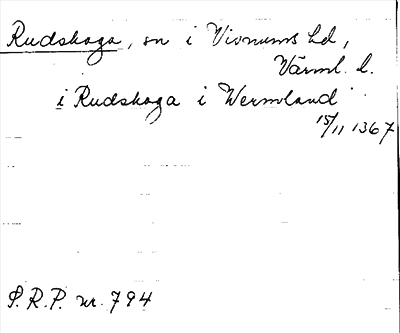 Rudskoga, sn i Visnums hd,
Värml. l.
i Rudskoga i Wermland
15/11 1367
S.R.P. nr. 794